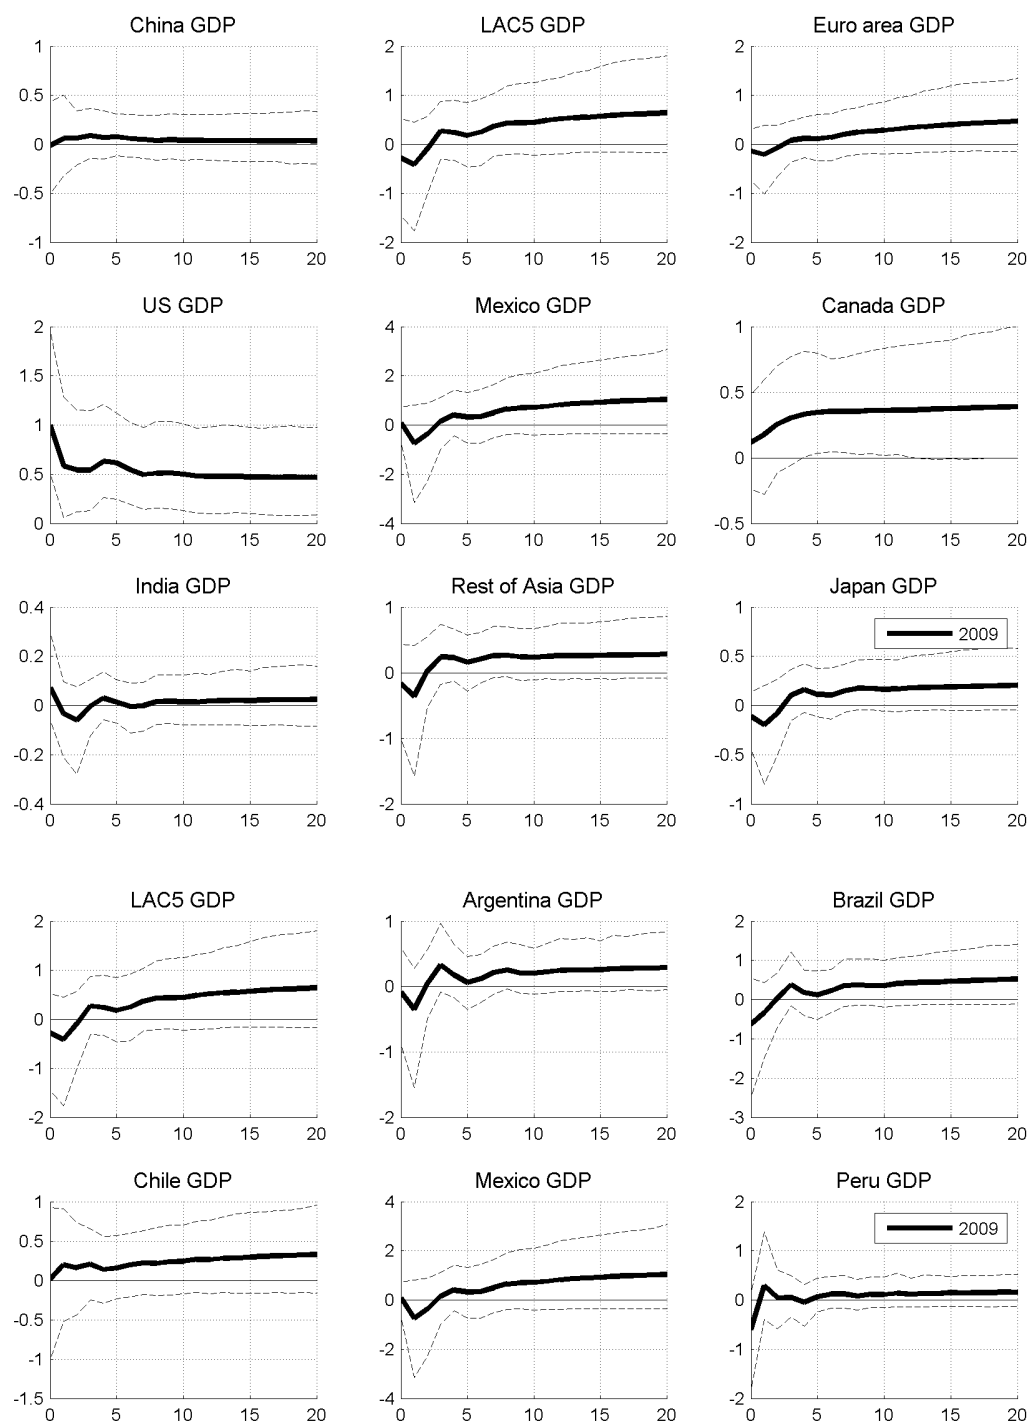 China GDP LAC5 GDP Euro area GDP
1 2 2
0.5 1 1
0 0 0
-0.5 -1 -1
-1 -2 -2
0 5 10 15 20 0 5 10 15 20 0 5 10 15 20
US GDP Mexico GDP Canada GDP
2 4 1
1.5 2 0.5
1 0 0
0.5 -2
0 -4 -0.5
0 5 10 15 20 0 5 10 15 20 0 5 10 15 20
India GDP Rest of Asia GDP Japan GDP
0.4 1 1
2009
0.2 0 0.5
0 -1 0
-0.2 -0.5
-0.4 -2 -1
0 5 10 15 20 0 5 10 15 20 0 5 10 15 20
LAC5 GDP Argentina GDP Brazil GDP
2 1 2
1 0 1
0 -1 0
-1 -1
-2
-2 -2 -3
0 5 10 15 20 0 5 10 15 20 0 5 10 15 20
Chile GDP Mexico GDP Peru GDP
1 4 2
2009
0.5 2 1
0 0 0
-0.5 -2 -1
-1
-1.5 -4 -2
0 5 10 15 20 0 5 10 15 20 0 5 10 15 20